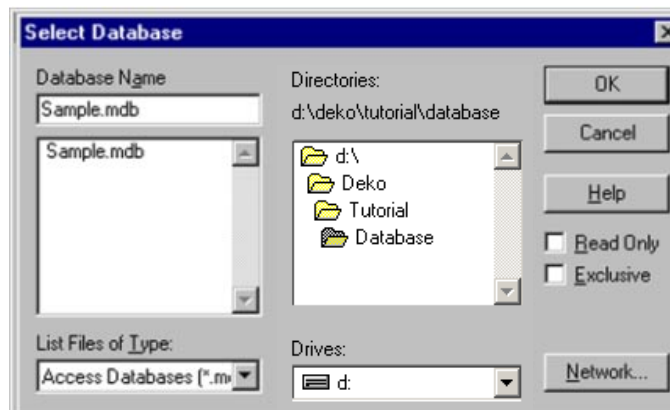 Select Database
Database Name
Sample.mdb
Sample.mdb
List Files of Type:
Access Databases (*.m
Directories:
d:\deko\tutorial\database
d:\
Deko
Tutorial
Database
Drives:
d:
OK
Cancel
Help
Read Only
Exclusive
Network...